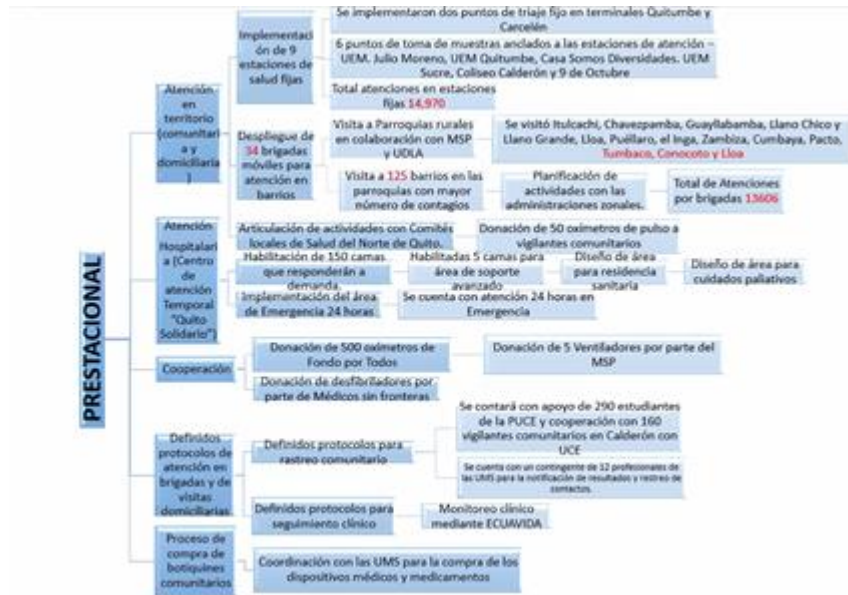 PRESTACIONAL
Atención
en
territorio
(comunitari
a y
domiciliaria
)
Implementaci
ón de 9
estaciones de
salud fijas
Se implementaron dos puntos de triaje fijo en terminales Quitumbe y
Carcelén
6 puntos de toma de muestras anclados a las estaciones de atención –
UEM. Julio Moreno, UEM Quitumbe, Casa Somos Diversidades. UEM
Sucre, Coliseo Calderón y 9 de Octubre
Total atenciones en estaciones
fijas 14,970
Despliegue de
34 brigadas
móviles para
atención en
barrios
Visita a Parroquias rurales
en colaboración con MSP
y UDLA
Se visitó Itulcachi, Chavezpamba, Guayllabamba, Llano Chico y
Llano Grande, Lloa, Puéllaro, el Inga, Zambiza, Cumbaya, Pacto,
Tumbaco, Conocoto y Lloa
Visita a 125 barrios en las
parroquias con mayor
número de contagios
Planificación de
actividades con las
administraciones zonales.
Total de Atenciones
por brigadas 13606
Articulación de actividades con Comités
locales de Salud del Norte de Quito.
Donación de 50 oxímetros de pulso a
vigilantes comunitarios
Atención
Hospitalari
a (Centro
de
atención
Temporal
"Quito
Solidario")
Habilitación de 150 camas
que responderán a
demanda.
Habilitadas 5 camas para
área de soporte
avanzado
Diseño de área
para residencia
sanitaria
Diseño de área para
cuidados paliativos
Implementación del área
de Emergencia 24 horas
Se cuenta con atención 24 horas en
Emergencia
Cooperación
Donación de 500 oxímetros de
Fondo por Todos
Donación de 5 Ventiladores por parte del
MSP
Donación de desfibriladores por
parte de Médicos sin fronteras
Definidos
protocolos de
atención en
brigadas y de
visitas
domiciliarias
Definidos protocolos para
rastreo comunitario
Se contará con apoyo de 290 estudiantes
de la PUCE y cooperación con 160
vigilantes comunitarios en Calderón con
UCE
Se cuenta con un contingente de 12 profesionales de
las UMS para la notificación de resultados y rastreo de
contactos.
Definidos protocolos para
seguimiento clínico
Monitoreo clínico
mediante ECUAVIDA
Proceso de
compra de
botiquines
comunitarios
Coordinación con las UMS para la compra de los
dispositivos médicos y medicamentos